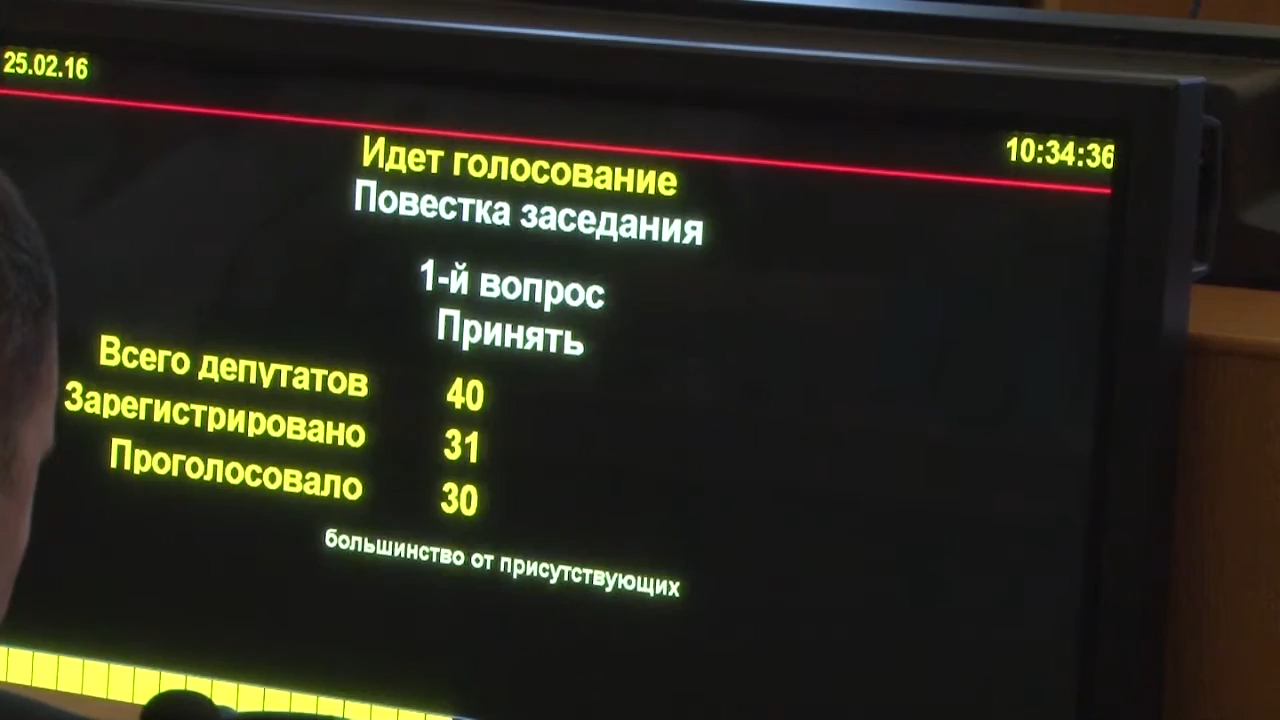 25.02.16
10:34:36
Идет голосование
Повестка заседания
1-й вопрос
Принять
Всего депутатов 40
Зарегистрировано 31
Проголосовало 30
большинство от присутствующих